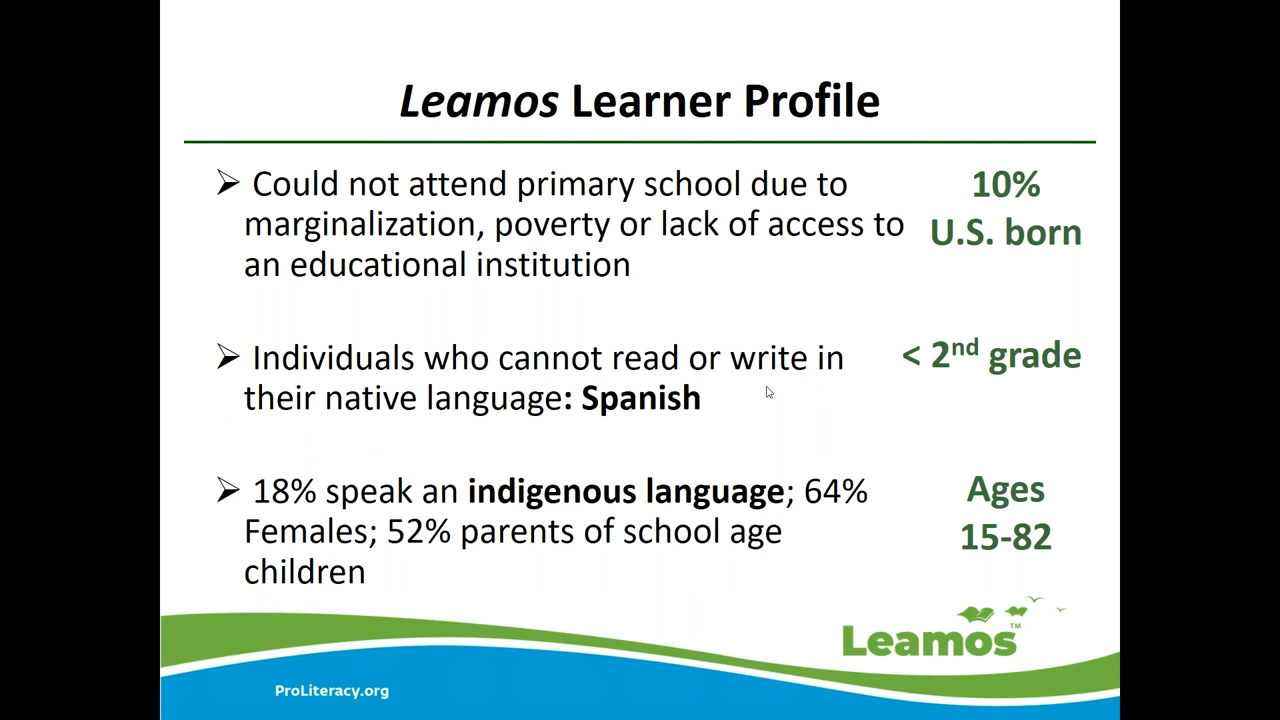 Leamos Learner Profile
➢ Could not attend primary school due to
marginalization, poverty or lack of access to
an educational institution
10%
U.S. born
➢ Individuals who cannot read or write in
their native language: Spanish
< 2nd grade
➢ 18% speak an indigenous language; 64%
Females; 52% parents of school age
children
Ages
15-82
Leamos™
ProLiteracy.org